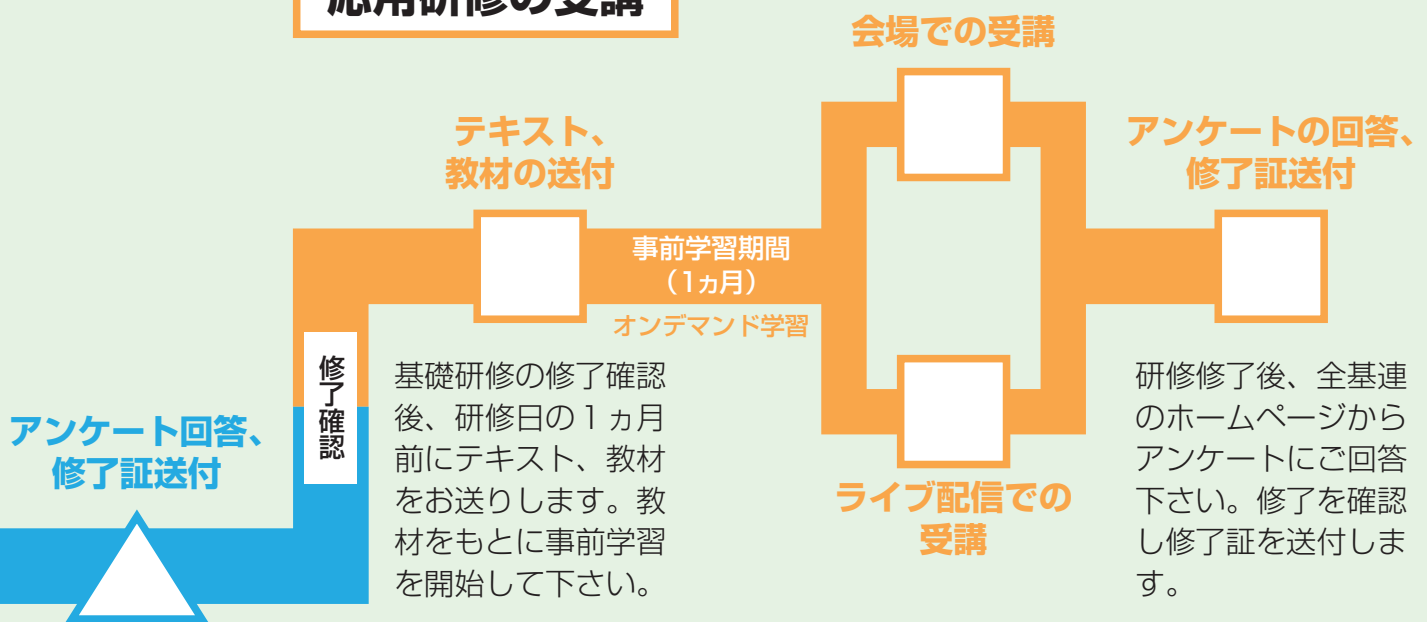 応用研修の受講
会場での受講
テキスト、
教材の送付
アンケートの回答、
修了証送付
事前学習期間
（1ヵ月）
オンデマンド学習
修了確認
アンケート回答、
修了証送付
基礎研修の修了確認
後、研修日の１ヵ月
前にテキスト、教材
をお送りします。教
材をもとに事前学習
を開始して下さい。
ライブ配信での
受講
研修修了後、全基連
のホームページから
アンケートにご回答
下さい。修了を確認
し修了証を送付しま
す。